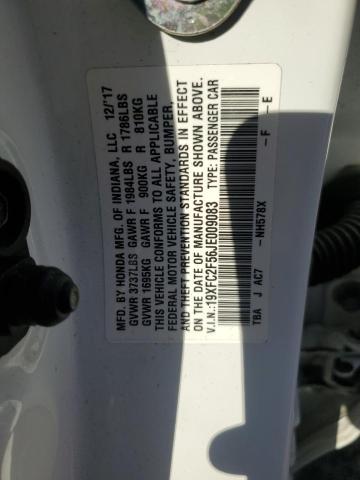 MFD. BY HONDA MFG. OF INDIANA, LLC 12/'17
GVWR 3737LBS GAWR F 1984LBS R 1786LBS
GVWR 1695KG GAWR F 900KG R 810KG
THIS VEHICLE CONFORMS TO ALL APPLICABLE
FEDERAL MOTOR VEHICLE SAFETY, BUMPER,
AND THEFT PREVENTION STANDARDS IN EFFECT
ON THE DATE OF MANUFACTURE SHOWN ABOVE.
V.I.N.:19XFC2F56JE009083 TYPE: PASSENGER CAR
TBA J AC7 -NH578X -F -E